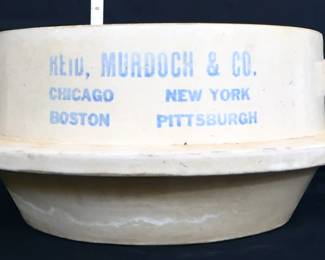 REID, MURDOCH & CO.
CHICAGO NEW YORK
BOSTON PITTSBURGH